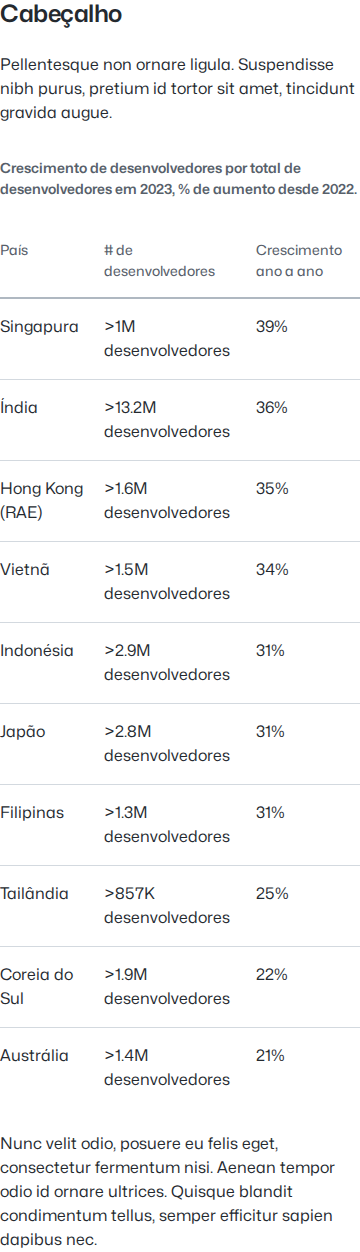 Cabeçalho
Pellentesque non ornare ligula. Suspendisse
nibh purus, pretium id tortor sit amet, tincidunt
gravida augue.
Crescimento de desenvolvedores por total de
desenvolvedores em 2023, % de aumento desde 2022.
País # de desenvolvedores Crescimento ano a ano
Singapura >1M desenvolvedores 39%
Índia >13.2M desenvolvedores 36%
Hong Kong (RAE) >1.6M desenvolvedores 35%
Vietnã >1.5M desenvolvedores 34%
Indonésia >2.9M desenvolvedores 31%
Japão >2.8M desenvolvedores 31%
Filipinas >1.3M desenvolvedores 31%
Tailândia >857K desenvolvedores 25%
Coreia do Sul >1.9M desenvolvedores 22%
Austrália >1.4M desenvolvedores 21%
Nunc velit odio, posuere eu felis eget,
consectetur fermentum nisi. Aenean tempor
odio id ornare ultrices. Quisque blandit
condimentum tellus, semper efficitur sapien
dapibus nec.